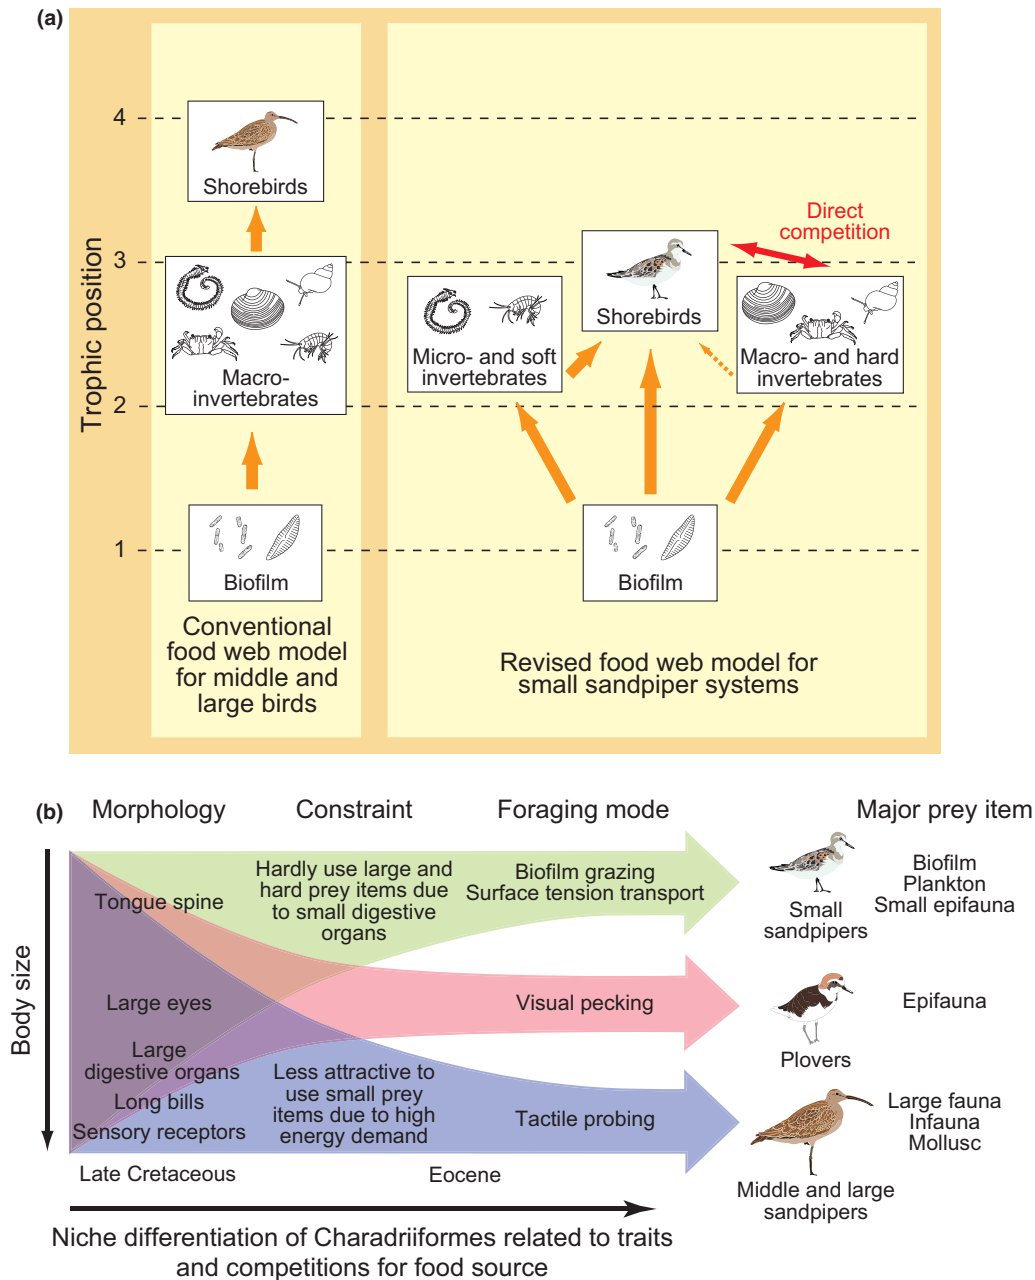 (a)
Trophic position
4
3
2
1
Shorebirds
Macro-
invertebrates
Biofilm
Conventional
food web model
for middle and
large birds
Direct
competition
Shorebirds
Micro- and soft
invertebrates
Macro- and hard
invertebrates
Biofilm
Revised food web model for
small sandpiper systems
(b)
Morphology
Constraint
Foraging mode
Major prey item
Body size
Tongue spine
Hardly use large and
hard prey items due
to small digestive
organs
Biofilm grazing
Surface tension transport
Small
sandpipers
Biofilm
Plankton
Small epifauna
Large eyes
Visual pecking
Plovers
Epifauna
Large
digestive organs
Long bills
Sensory receptors
Less attractive to
use small prey
items due to high
energy demand
Tactile probing
Middle and large
sandpipers
Large fauna
Infauna
Mollusc
Late Cretaceous
Eocene
Niche differentiation of Charadriiformes related to traits
and competitions for food source